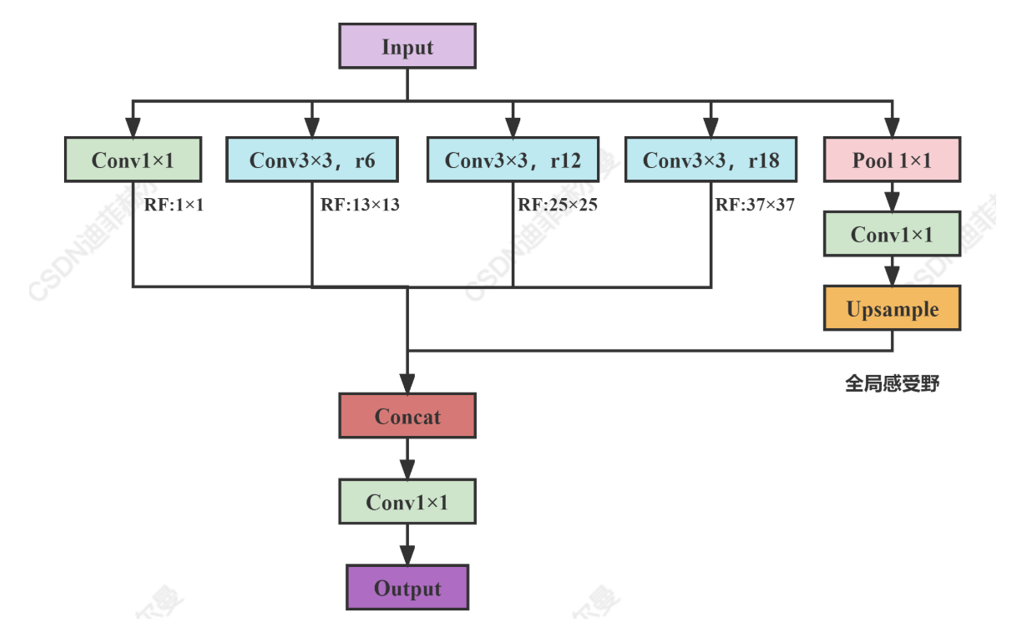 Input
Conv1×1
Conv3×3, r6
Conv3×3, r12
Conv3×3, r18
Pool 1×1
RF:1×1
RF:13×13
RF:25×25
RF:37×37
Conv1×1
Upsample
全局感受野
Concat
Conv1×1
Output
CSDN迪菲赫尔曼
CSDN迪菲赫尔曼
CSDN迪
尔曼
尔曼